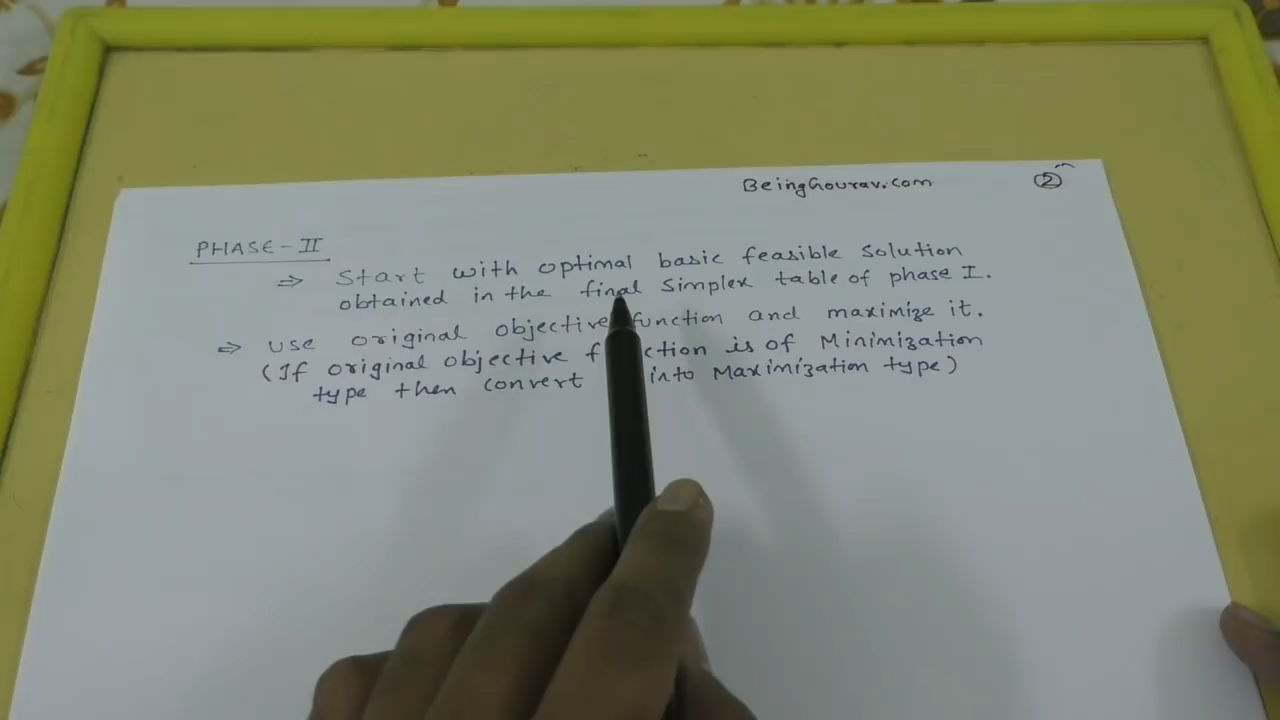 BeingGourav.com
2
PHASE-II
⇒ Start with optimal basic feasible solution
obtained in the final simplex table of phase I.
⇒ use original objective function and maximize it.
(If original objective f ction is of Minimization
type then convert into Maximization type)